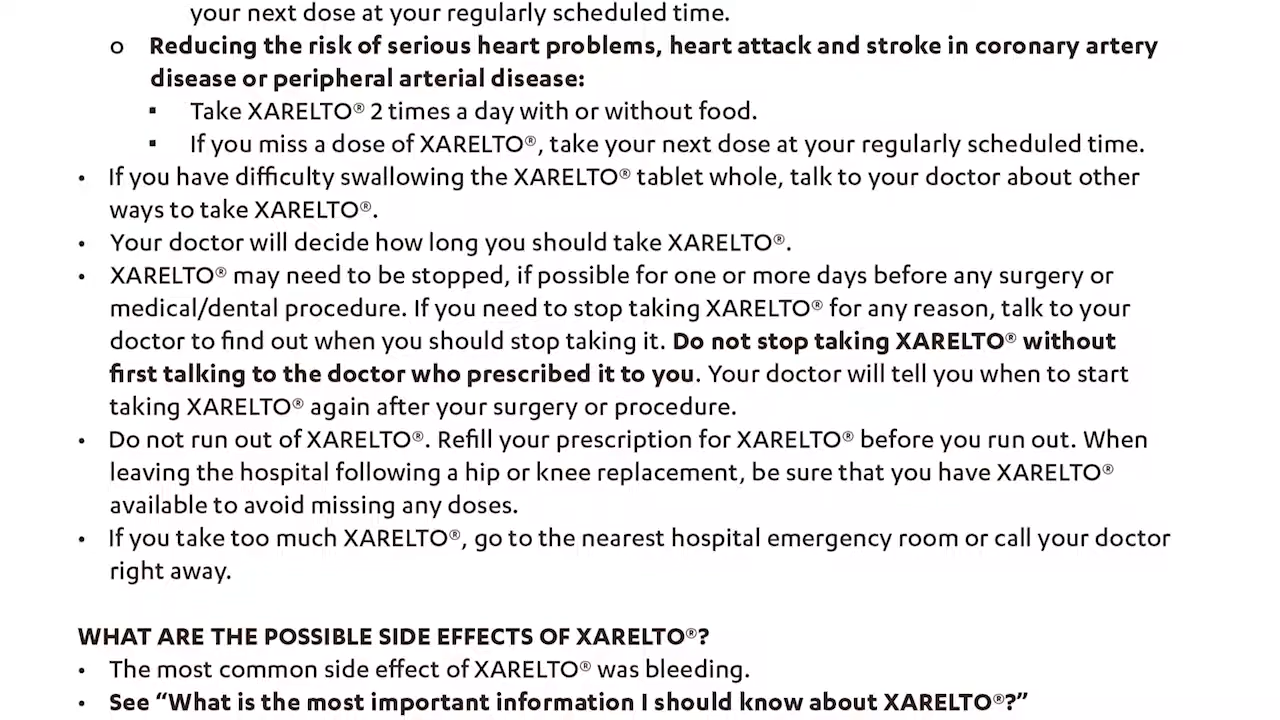 your next dose at your regularly scheduled time.
o Reducing the risk of serious heart problems, heart attack and stroke in coronary artery
disease or peripheral arterial disease:
▪ Take XARELTO® 2 times a day with or without food.
▪ If you miss a dose of XARELTO®, take your next dose at your regularly scheduled time.
• If you have difficulty swallowing the XARELTO® tablet whole, talk to your doctor about other
ways to take XARELTO®.
• Your doctor will decide how long you should take XARELTO®.
• XARELTO® may need to be stopped, if possible for one or more days before any surgery or
medical/dental procedure. If you need to stop taking XARELTO® for any reason, talk to your
doctor to find out when you should stop taking it. Do not stop taking XARELTO® without
first talking to the doctor who prescribed it to you. Your doctor will tell you when to start
taking XARELTO® again after your surgery or procedure.
• Do not run out of XARELTO®. Refill your prescription for XARELTO® before you run out. When
leaving the hospital following a hip or knee replacement, be sure that you have XARELTO®
available to avoid missing any doses.
• If you take too much XARELTO®, go to the nearest hospital emergency room or call your doctor
right away.
WHAT ARE THE POSSIBLE SIDE EFFECTS OF XARELTO®?
• The most common side effect of XARELTO® was bleeding.
• See “What is the most important information I should know about XARELTO®?”